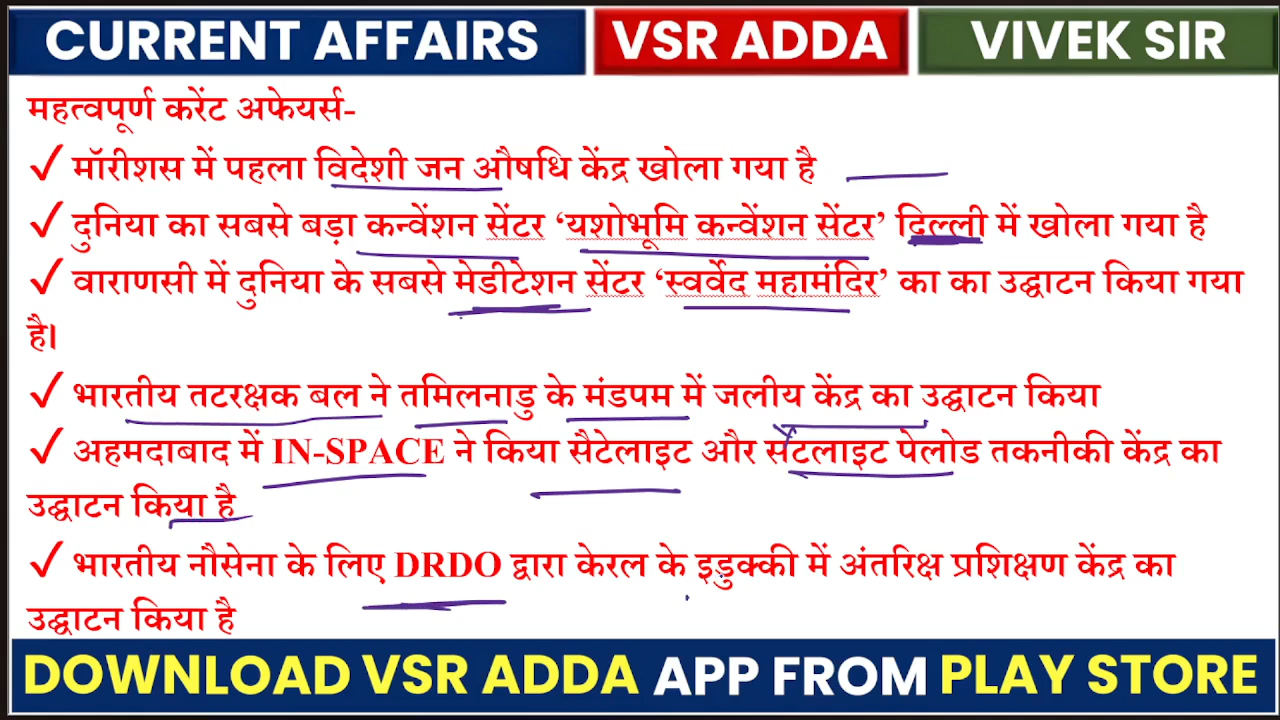 CURRENT AFFAIRS VSR ADDA VIVEK SIR
महत्वपूर्ण करेंट अफेयर्स-
✓ मॉरीशस में पहला विदेशी जन औषधि केंद्र खोला गया है
✓ दुनिया का सबसे बड़ा कन्वेंशन सेंटर ‘यशोभूमि कन्वेंशन सेंटर’ दिल्ली में खोला गया है
✓ वाराणसी में दुनिया के सबसे मेडीटेशन सेंटर ‘स्वर्वेद महामंदिर’ का का उद्घाटन किया गया
है।
✓ भारतीय तटरक्षक बल ने तमिलनाडु के मंडपम में जलीय केंद्र का उद्घाटन किया
✓ अहमदाबाद में IN-SPACE ने किया सैटेलाइट और सैटलाइट पेलोड तकनीकी केंद्र का
उद्घाटन किया है
✓ भारतीय नौसेना के लिए DRDO द्वारा केरल के इडुक्की में अंतरिक्ष प्रशिक्षण केंद्र का
उद्घाटन किया है
DOWNLOAD VSR ADDA APP FROM PLAY STORE